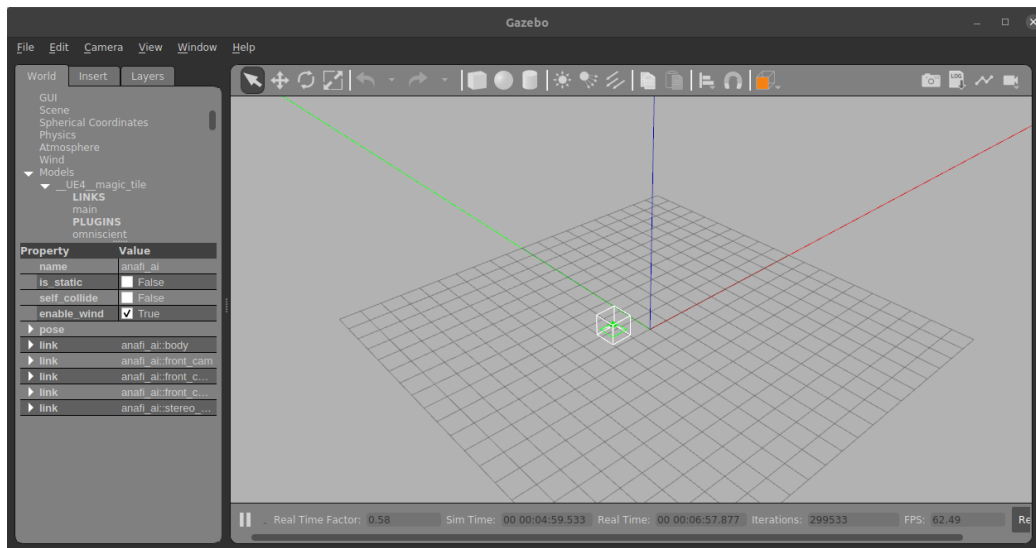 Gazebo
File Edit Camera View Window Help
World Insert Layers
GUI
Scene
Spherical Coordinates
Physics
Atmosphere
Wind
Models
__UE4__magic_tile
LINKS
main
PLUGINS
omniscient
Property Value
name anafi_ai
is_static False
self_collide False
enable_wind True
pose
link anafi_ai::body
link anafi_ai::front_cam
link anafi_ai::front_c...
link anafi_ai::front_c...
link anafi_ai::stereo_...
LOG
Real Time Factor: 0.58 Sim Time: 00 00:04:59.533 Real Time: 00 00:06:57.877 Iterations: 299533 FPS: 62.49 Re